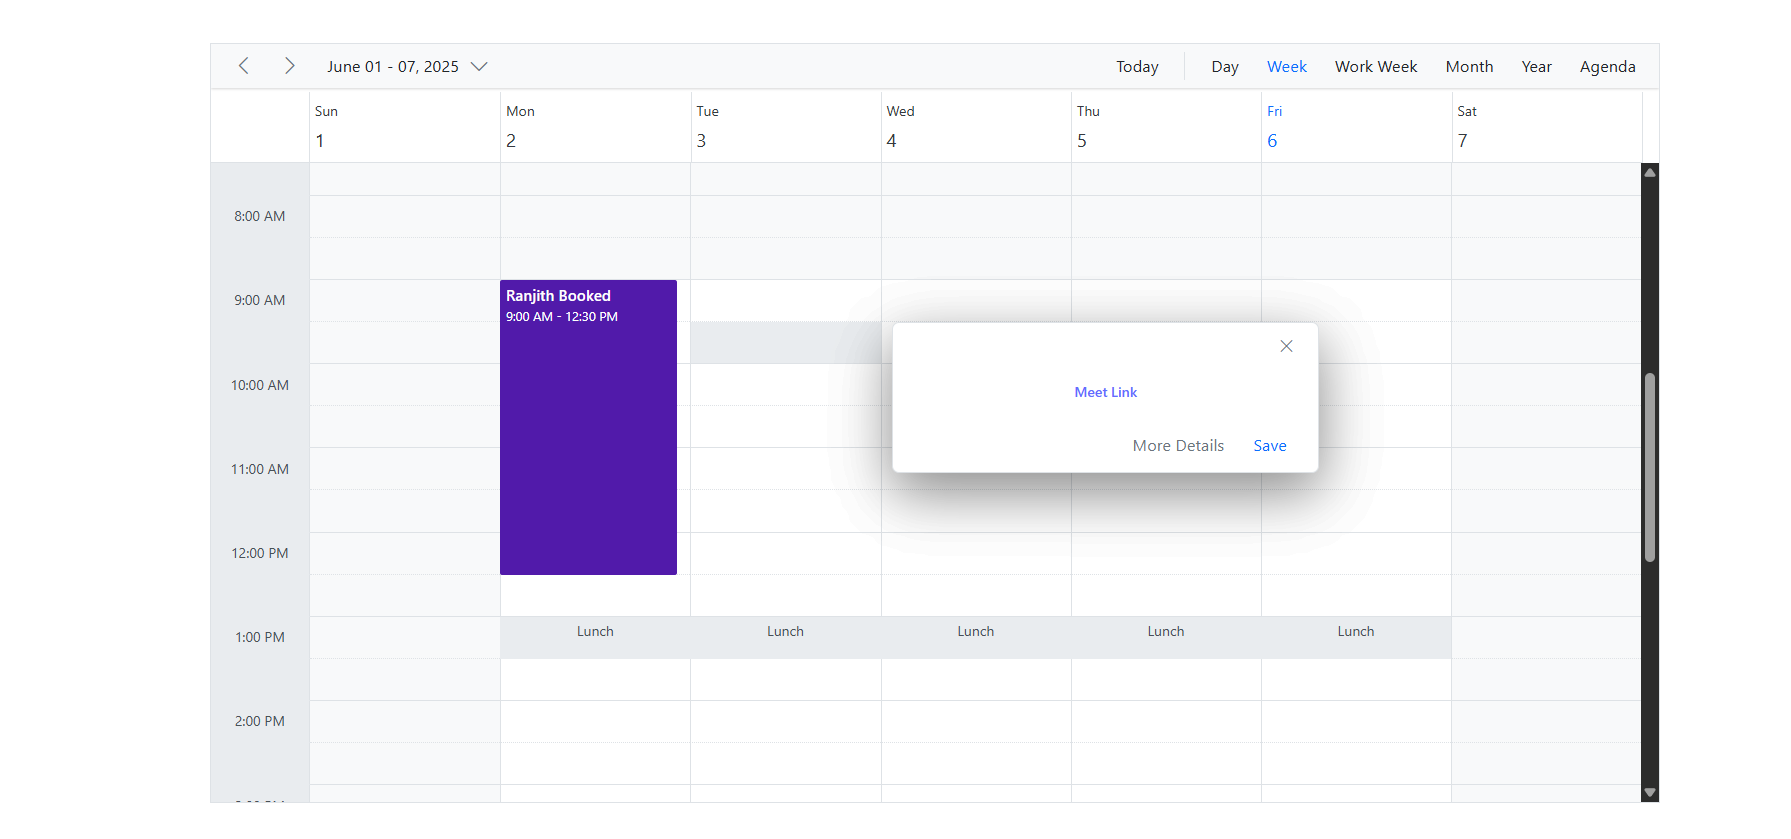 June 01 - 07, 2025 Today Day Week Work Week Month Year Agenda
Sun Mon Tue Wed Thu Fri Sat
1 2 3 4 5 6 7
8:00 AM
9:00 AM
Ranjith Booked
9:00 AM - 12:30 PM
10:00 AM
Meet Link
More Details Save
11:00 AM
12:00 PM
1:00 PM Lunch Lunch Lunch Lunch Lunch
2:00 PM